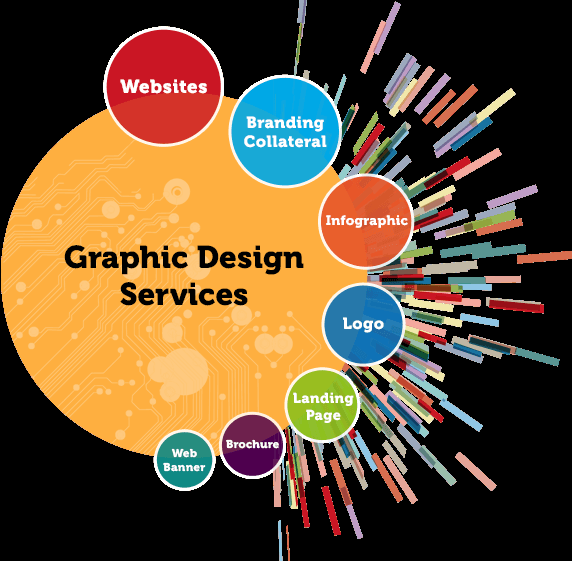 Websites
Branding
Collateral
Infographic
Graphic Design
Services
Logo
Landing
Page
Brochure
Web
Banner